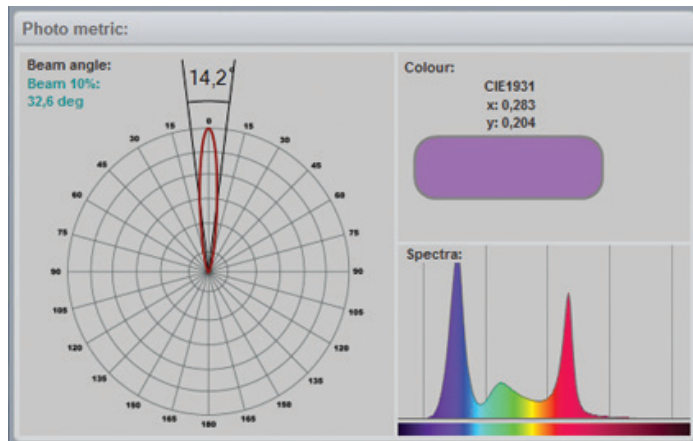 Photo metric:
Beam angle:
Beam 10%:
32,6 deg
14,2°
0
15
15
30
30
45
45
60
60
75
75
90
90
105
105
120
120
135
135
150
150
165
165
180
Colour:
CIE1931
x: 0,283
y: 0,204
Spectra: